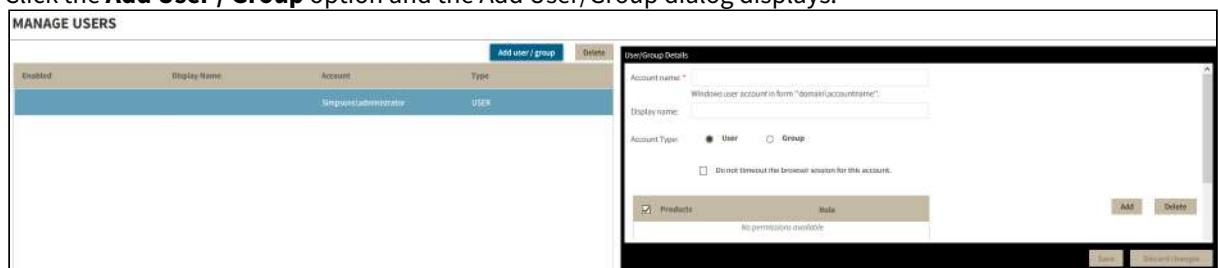 Click the Add User / Group option and the Add User/Group dialog displays.
MANAGE USERS
Add user / group Delete
Enabled Display Name Account Type
Simpsons\administrator USER
User/Group Details
Account name: *
Windows user account in form "domain\accountname".
Display name:
Account Type: User Group
Do not timeout the browser session for this account.
Products Role
Add Delete
No permissions available
Save Discard changes